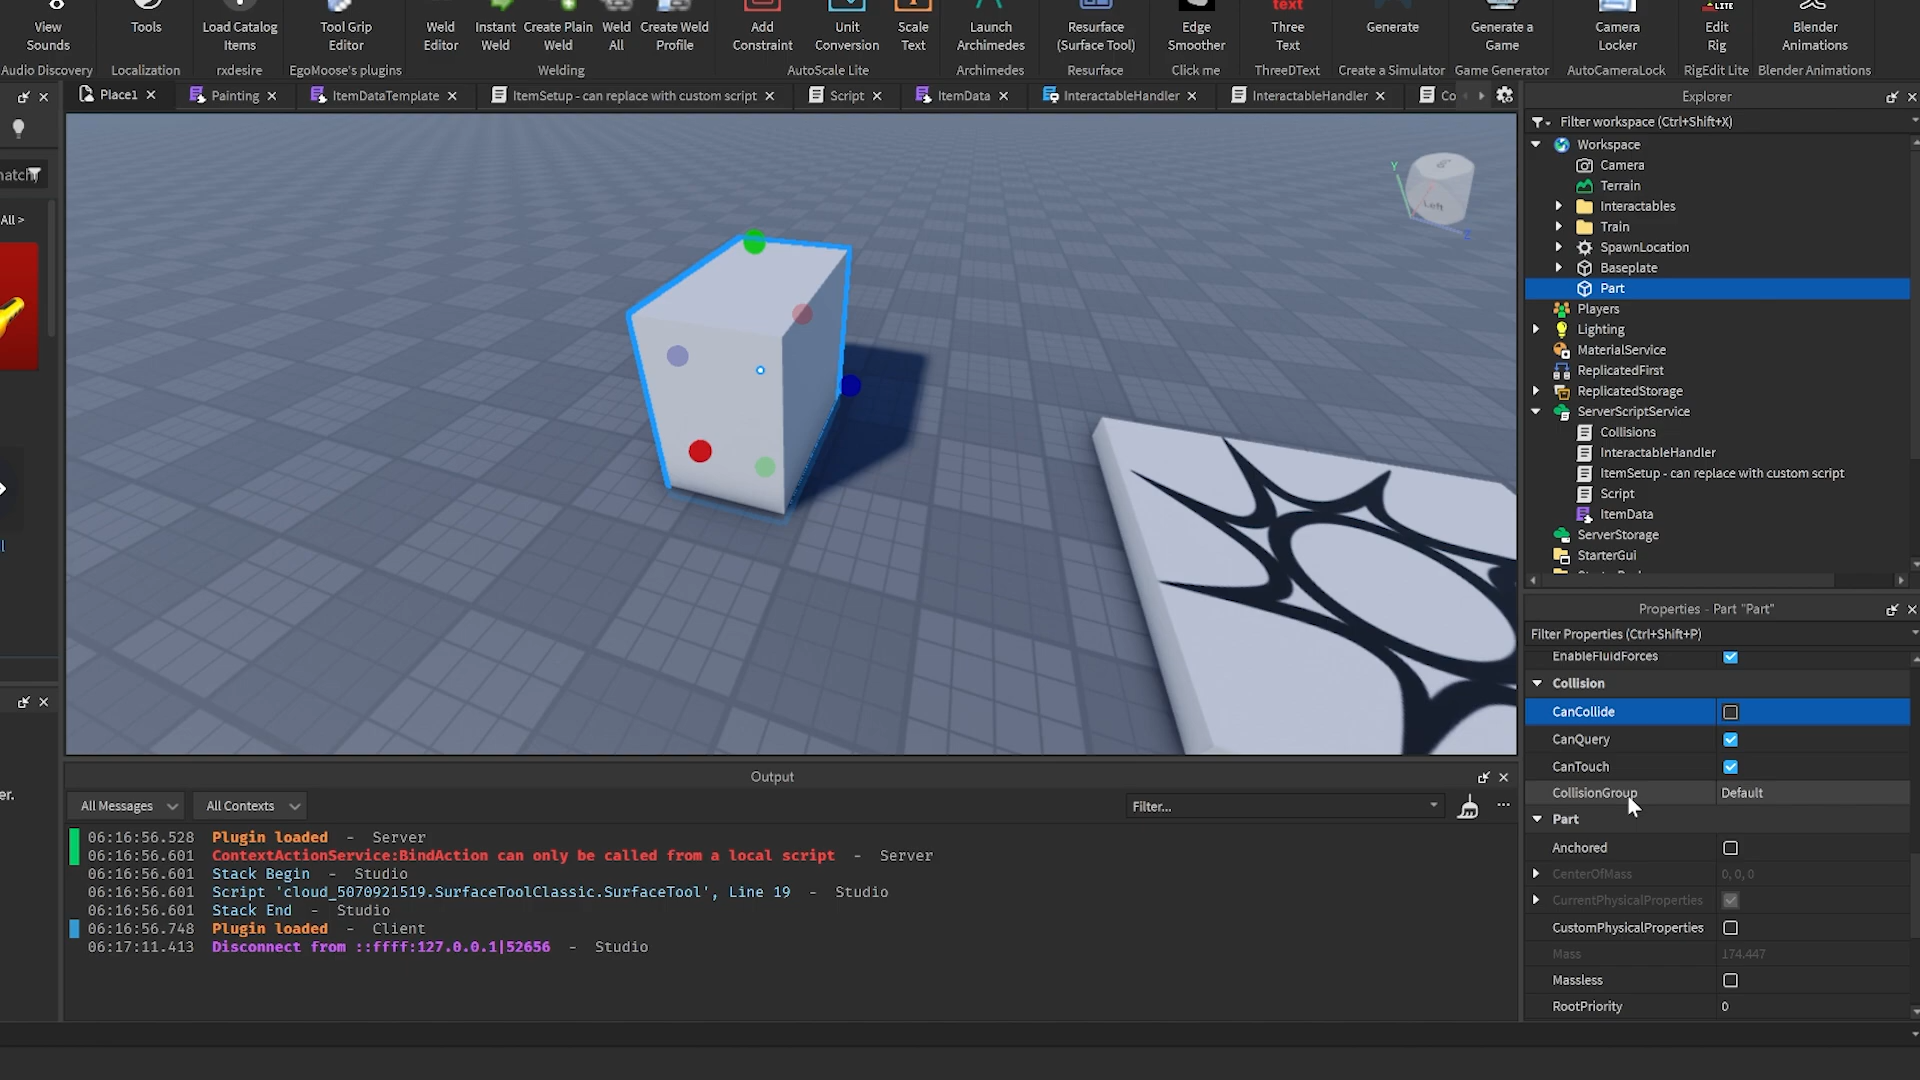 View
Sounds
Audio Discovery
Tools
Localization
Load Catalog
Items
rxdesire
Tool Grip
Editor
EgoMoose's plugins
Weld
Editor
Instant
Weld
Create Plain
Weld
Weld
All
Create Weld
Profile
Welding
Add
Constraint
Unit
Conversion
Scale
Text
AutoScale Lite
Launch
Archimedes
Archimedes
Resurface
(Surface Tool)
Resurface
Edge
Smoother
Click me
text
Three
Text
ThreeDText
Generate
Create a Simulator
Generate a
Game
Game Generator
Camera
Locker
AutoCameraLock
LITE
Edit
Rig
RigEdit Lite
Blender
Animations
Blender Animations
Place1
Painting
ItemDataTemplate
ItemSetup - can replace with custom script
Script
ItemData
InteractableHandler
InteractableHandler
Co
All >
er.
Y
Left
Z
Explorer
Filter workspace (Ctrl+Shift+X)
Workspace
Camera
Terrain
Interactables
Train
SpawnLocation
Baseplate
Part
Players
Lighting
MaterialService
ReplicatedFirst
ReplicatedStorage
ServerScriptService
Collisions
InteractableHandler
ItemSetup - can replace with custom script
Script
ItemData
ServerStorage
StarterGui
Properties - Part "Part"
Filter Properties (Ctrl+Shift+P)
EnableFluidForces
Collision
CanCollide
CanQuery
CanTouch
CollisionGroup Default
Part
Anchored
CenterOfMass 0, 0, 0
CurrentPhysicalProperties
CustomPhysicalProperties
Mass 174.447
Massless
RootPriority 0
Output
All Messages All Contexts Filter...
06:16:56.528 Plugin loaded - Server
06:16:56.601 ContextActionService:BindAction can only be called from a local script - Server
06:16:56.601 Stack Begin - Studio
06:16:56.601 Script 'cloud_5070921519.SurfaceToolClassic.SurfaceTool', Line 19 - Studio
06:16:56.601 Stack End - Studio
06:16:56.748 Plugin loaded - Client
06:17:11.413 Disconnect from ::ffff:127.0.0.1|52656 - Studio